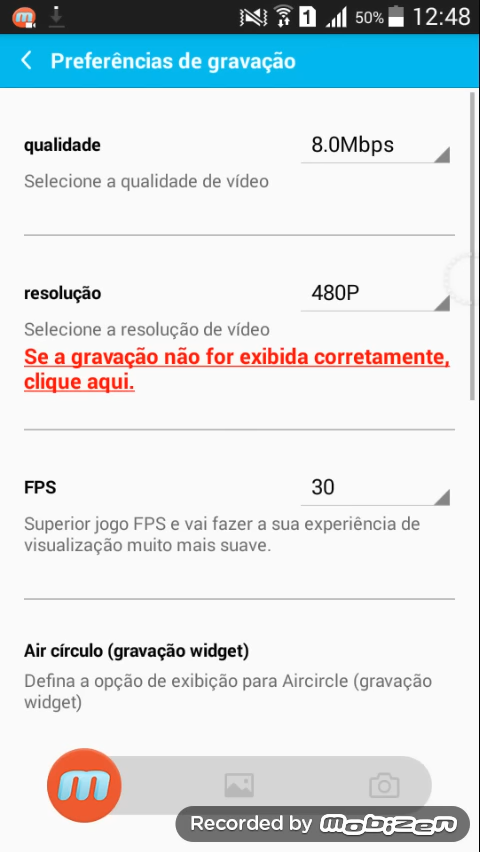 1 50% 12:48
Preferências de gravação
qualidade 8.0Mbps
Selecione a qualidade de vídeo
resolução 480P
Selecione a resolução de vídeo
Se a gravação não for exibida corretamente,
clique aqui.
FPS 30
Superior jogo FPS e vai fazer a sua experiência de
visualização muito mais suave.
Air círculo (gravação widget)
Defina a opção de exibição para Aircircle (gravação
widget)
m
Recorded by mobizen